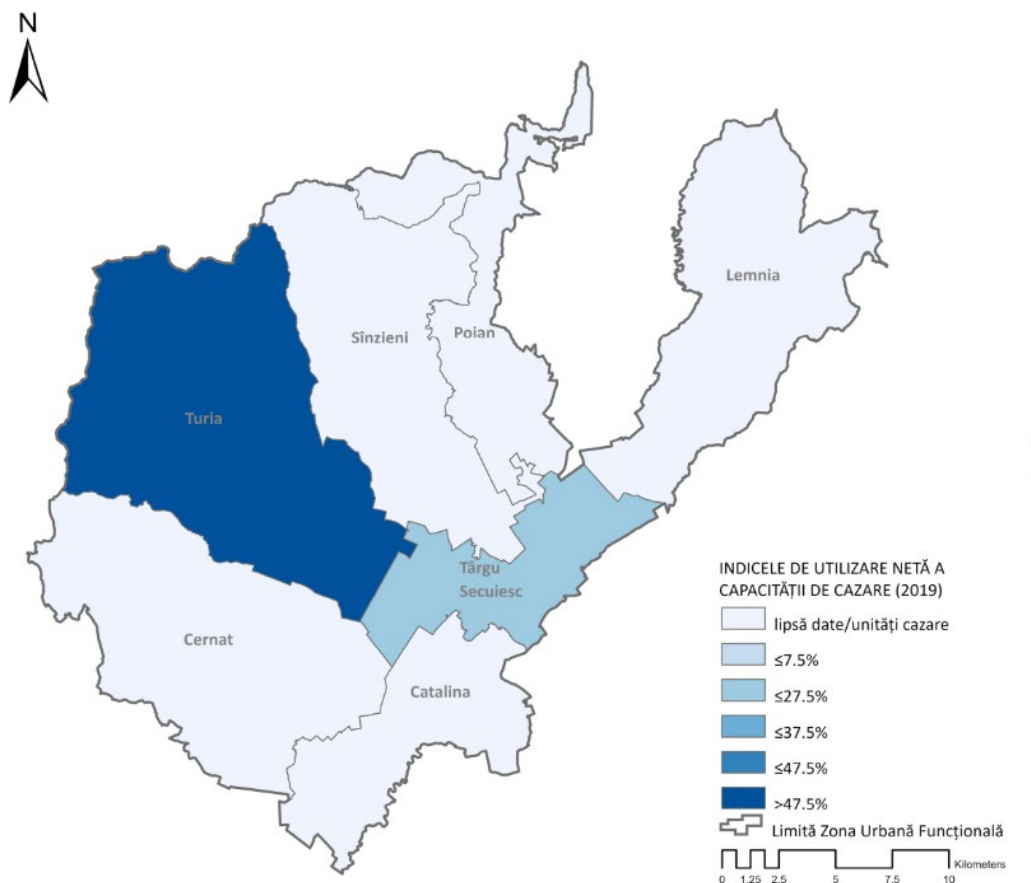 N
Lemnia
Sînzieni
Poian
Turia
Târgu
Secuiesc
Cernat
Catalina
INDICELE DE UTILIZARE NETĂ A
CAPACITĂȚII DE CAZARE (2019)
lipsă date/unități cazare
≤7.5%
≤27.5%
≤37.5%
≤47.5%
>47.5%
Limită Zona Urbană Funcțională
Kilometers
0 1.25 2.5 5 7.5 10